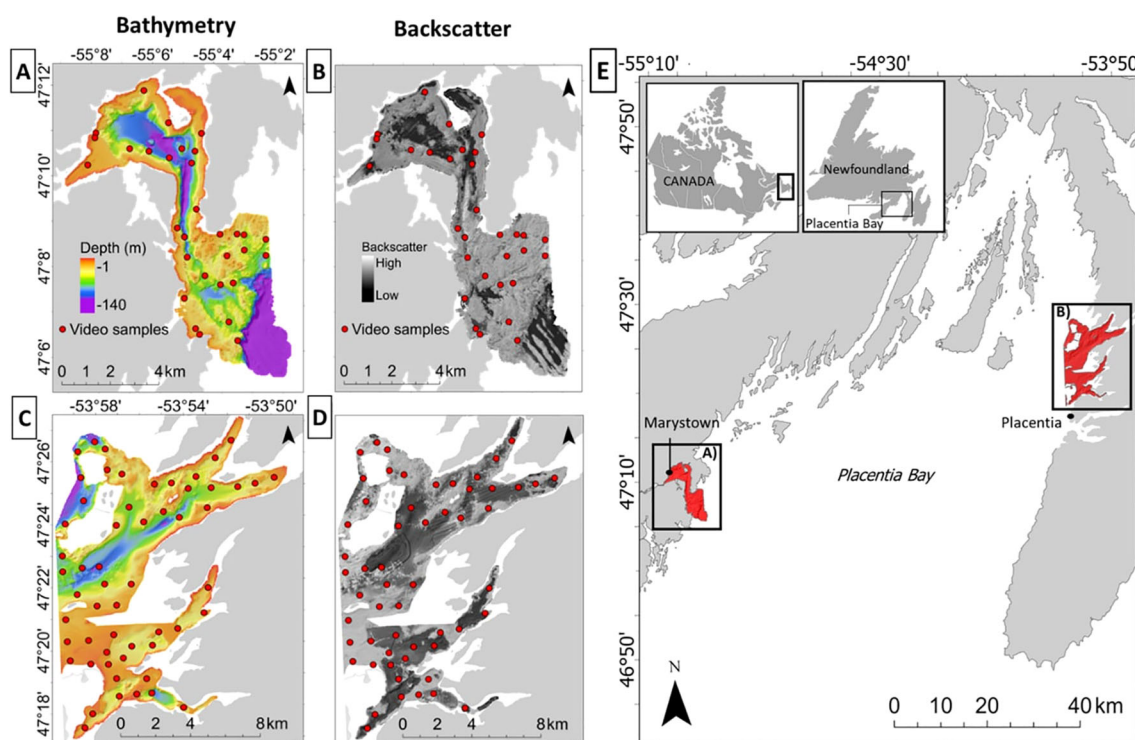 Bathymetry
Backscatter
A
-55°8' -55°6' -55°4' -55°2'
47°12'
47°10'
47°8'
47°6'
Depth (m)
-1
-140
Video samples
0 2 4 km
B
Backscatter
High
Low
Video samples
0 2 4 km
C
-53°58' -53°54' -53°50'
47°26'
47°24'
47°22'
47°20'
47°18'
0 4 8 km
D
0 4 8 km
E
-55°10' -54°30' -53°50'
47°50'
47°30'
47°10'
46°50'
CANADA
Newfoundland
Placentia Bay
B)
Placentia
Marystown
A)
Placentia Bay
N
0 10 20 40 km